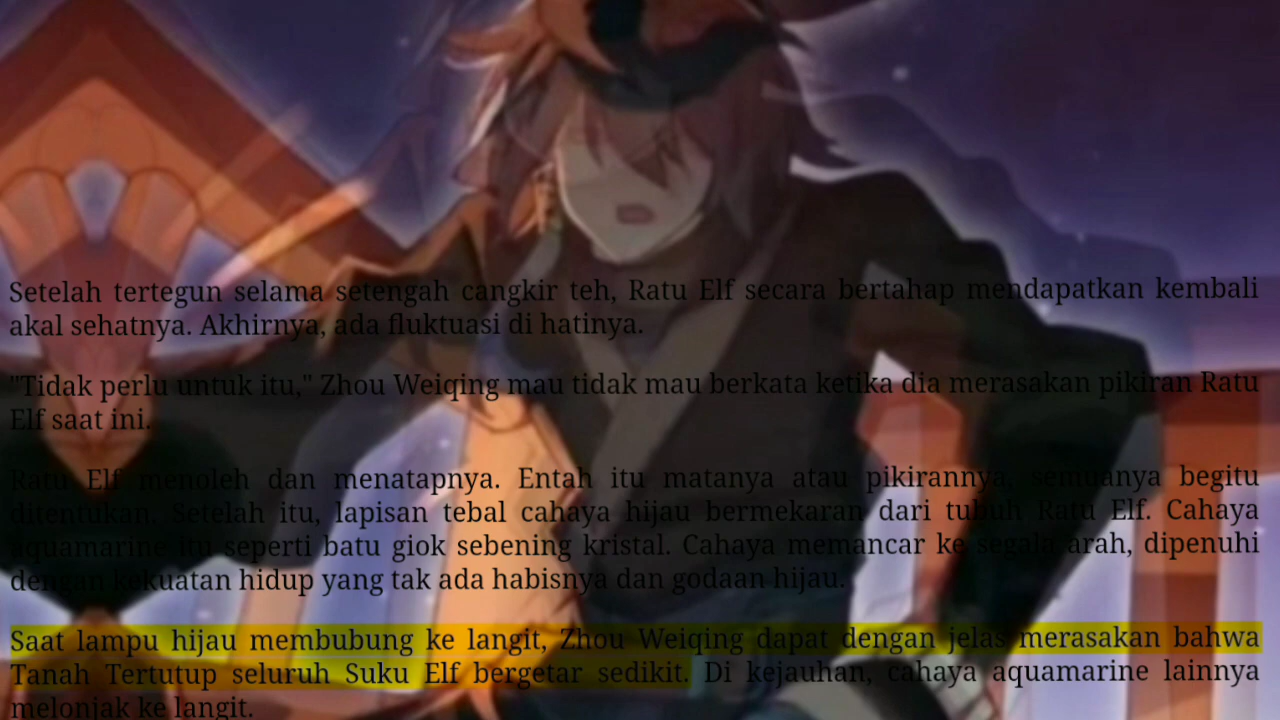 Setelah tertegun selama setengah cangkir teh, Ratu Elf secara bertahap mendapatkan kembali
akal sehatnya. Akhirnya, ada fluktuasi di hatinya.
"Tidak perlu untuk itu," Zhou Weiqing mau tidak mau berkata ketika dia merasakan pikiran Ratu
Elf saat ini.
Ratu Elf menoleh dan menatapnya. Entah itu matanya atau pikirannya, semuanya begitu
ditentukan. Setelah itu, lapisan tebal cahaya hijau bermekaran dari tubuh Ratu Elf. Cahaya
aquamarine itu seperti batu giok sebening kristal. Cahaya memancar ke segala arah, dipenuhi
dengan kekuatan hidup yang tak ada habisnya dan godaan hijau.
Saat lampu hijau membubung ke langit, Zhou Weiqing dapat dengan jelas merasakan bahwa
Tanah Tertutup seluruh Suku Elf bergetar sedikit. Di kejauhan, cahaya aquamarine lainnya
melonjak ke langit.